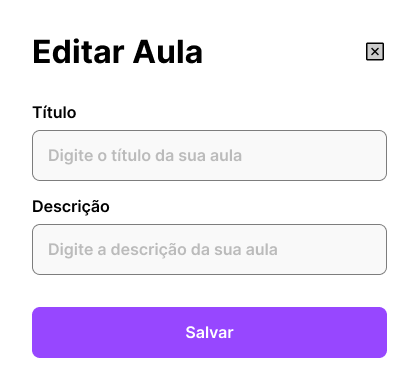 Editar Aula
Título
Digite o título da sua aula
Descrição
Digite a descrição da sua aula
Salvar